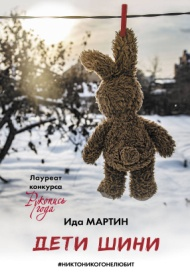 Лауреат
конкурса
Рукопись
года
Ида МАРТИН
ДЕТИ ШИНИ
#НИКТОНИКОГОНЕЛЮБИТ